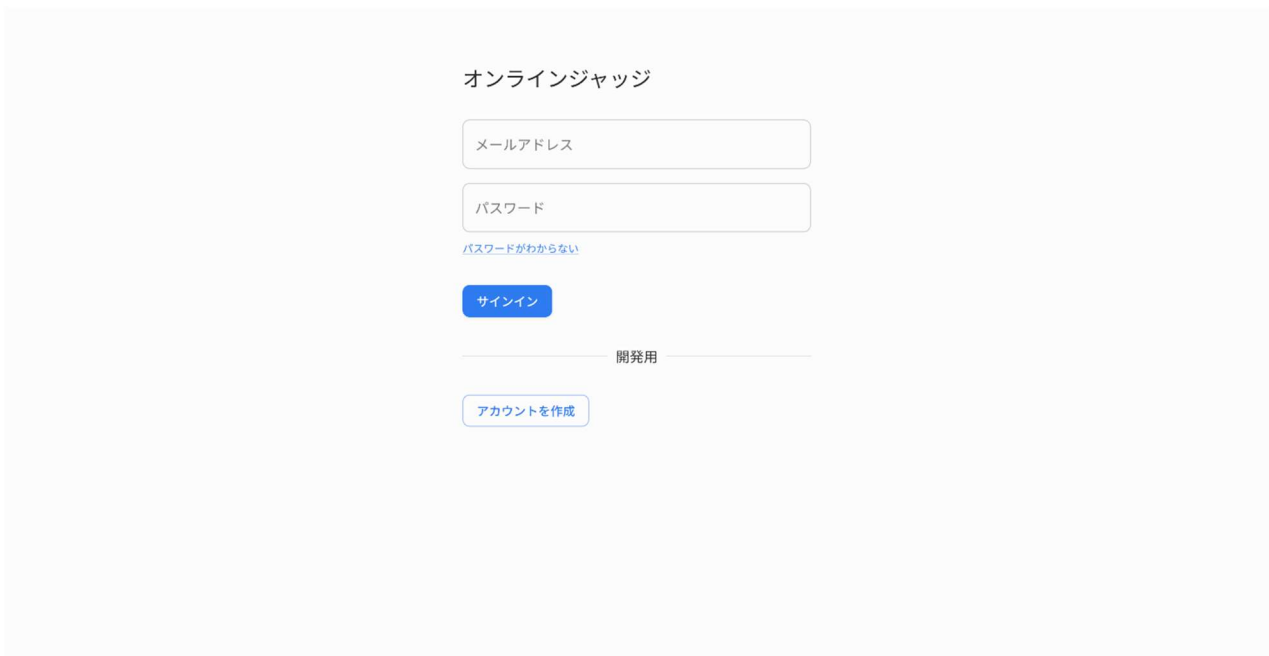 オンラインジャッジ
メールアドレス
パスワード
パスワードがわからない
サインイン
開発用
アカウントを作成